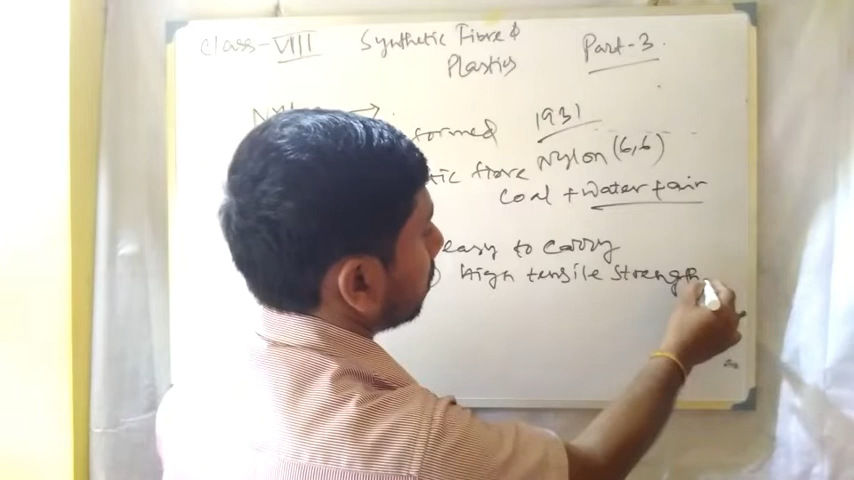 Class-VIII Synthetic Fibre & Part-3
Plastics
→
formed 1931
tic fibre Nylon (6,6)
Coal + water + air
easy to carry
High tensile strength